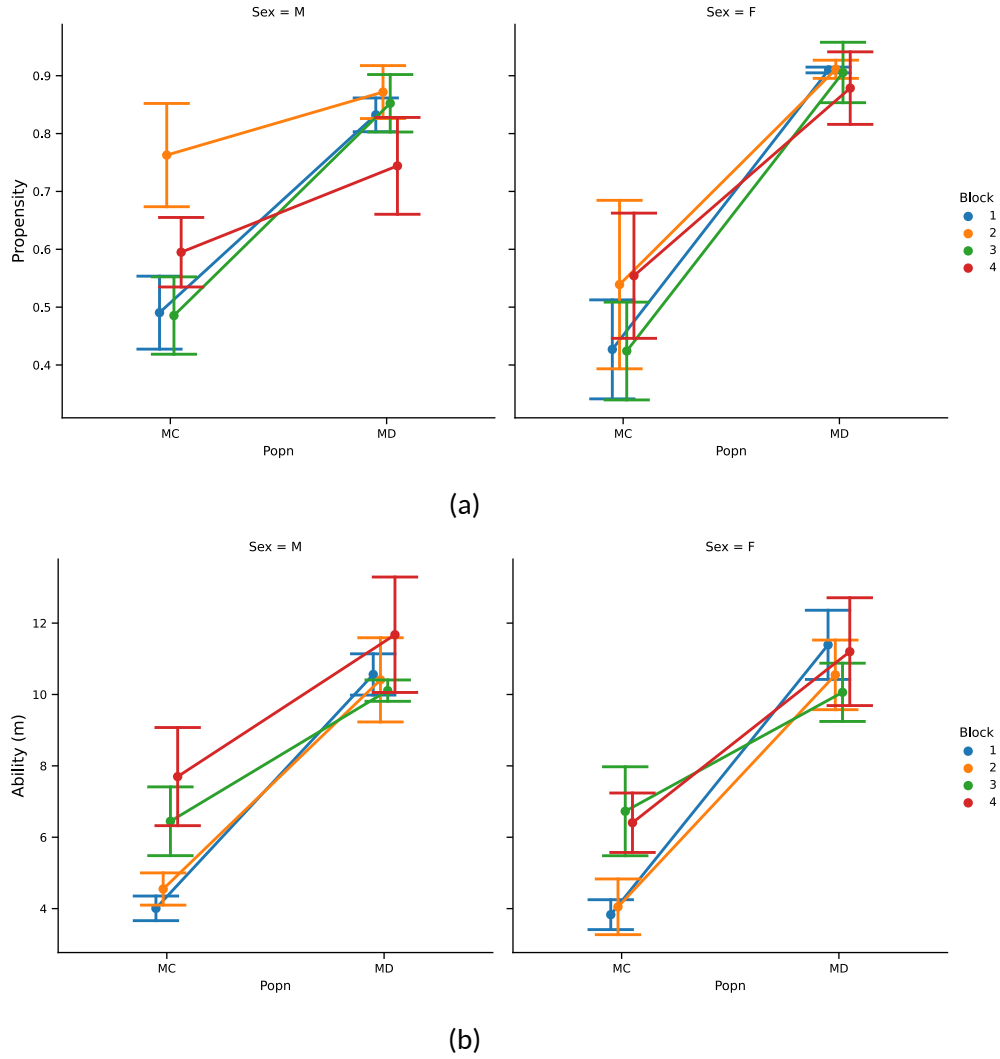 Sex = M
Sex = F
Propensity
0.9
0.8
0.7
0.6
0.5
0.4
MC
MD
Popn
MC
MD
Popn
Block
1
2
3
4
(a)
Sex = M
Sex = F
Ability (m)
12
10
8
6
4
MC
MD
Popn
MC
MD
Popn
Block
1
2
3
4
(b)